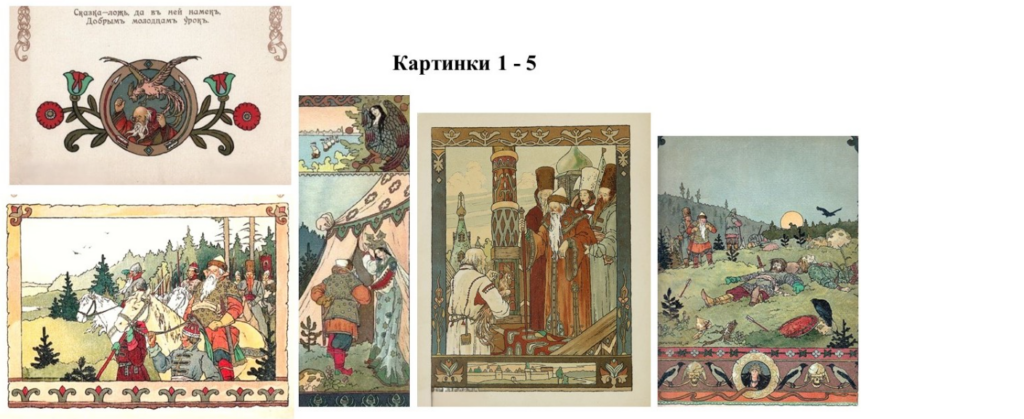 Сказка—ложь, да въ ней намекъ,
Добрымъ молодцамъ урокъ.
Картинки 1 - 5